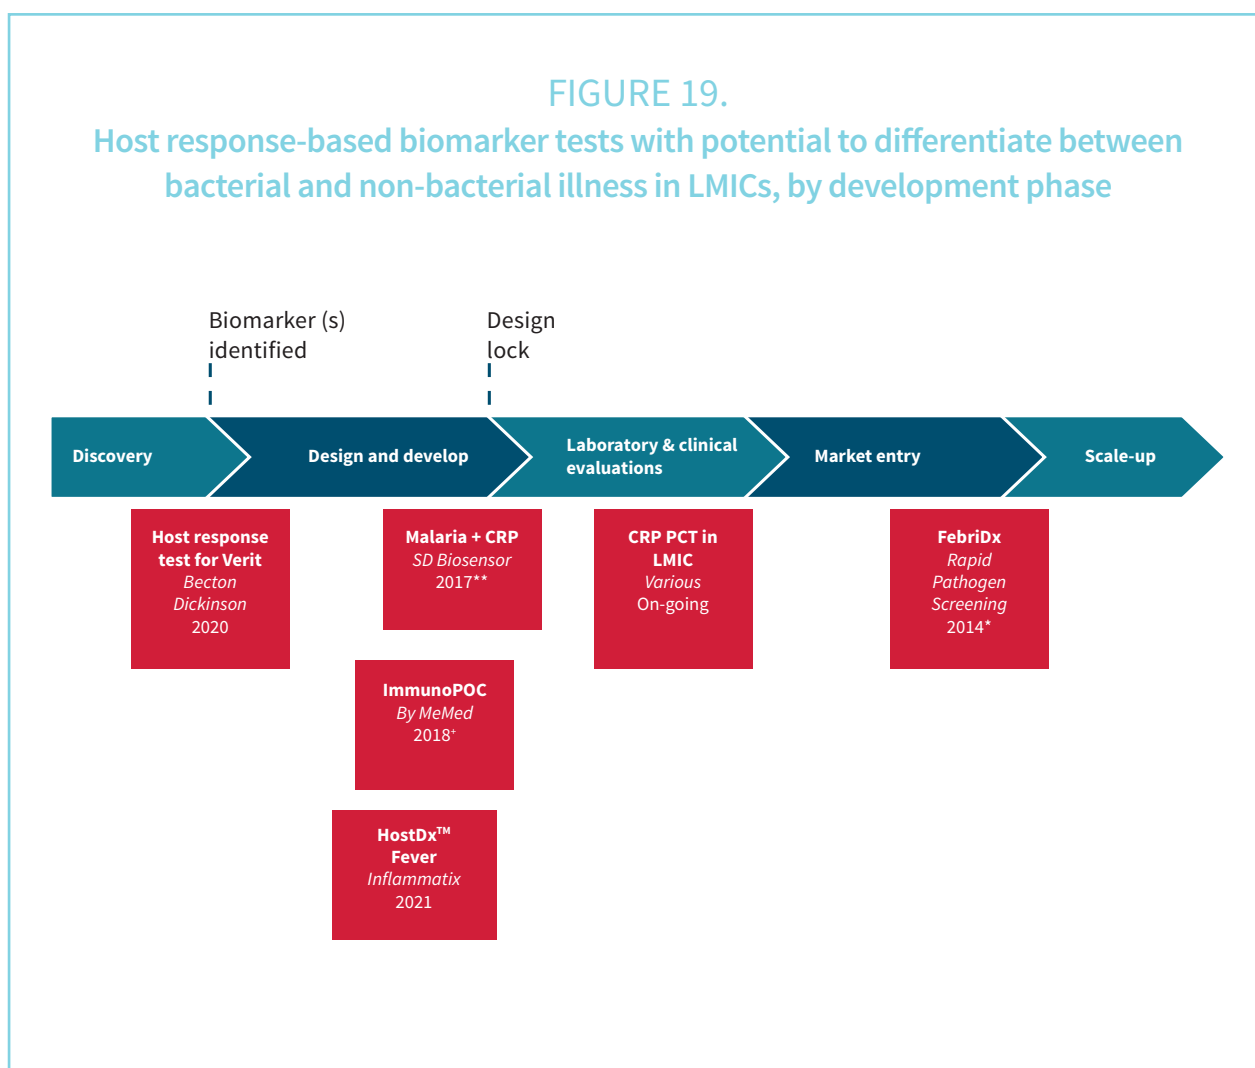 FIGURE 19.
Host response-based biomarker tests with potential to differentiate between
bacterial and non-bacterial illness in LMICs, by development phase
Biomarker (s)
identified
Design
lock
Discovery
Design and develop
Laboratory & clinical
evaluations
Market entry
Scale-up
Host response
test for Verit
Becton
Dickinson
2020
Malaria + CRP
SD Biosensor
2017**
CRP PCT in
LMIC
Various
On-going
FebriDx
Rapid
Pathogen
Screening
2014*
ImmunoPOC
By MeMed
2018⁺
HostDx™
Fever
Inflammatix
2021